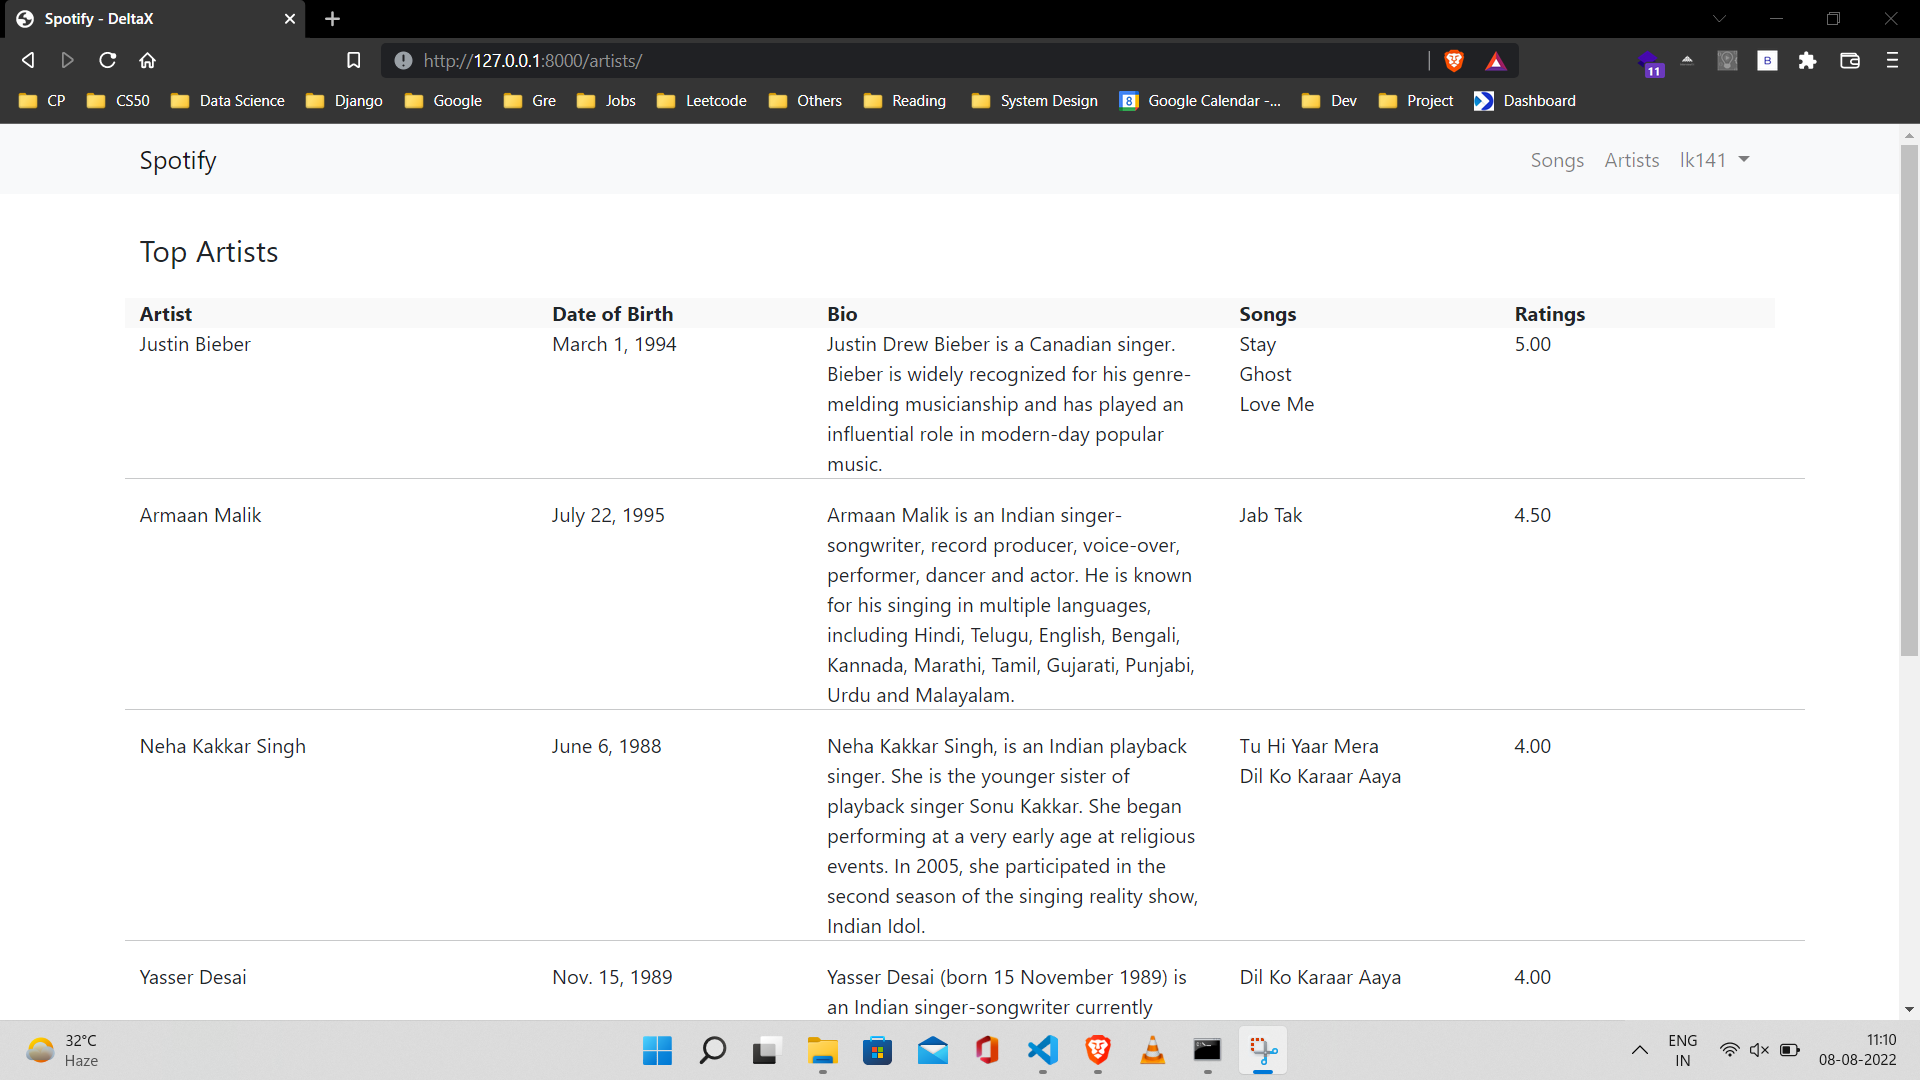 Spotify - DeltaX
http://127.0.0.1:8000/artists/
11
B
CP CS50 Data Science Django Google Gre Jobs Leetcode Others Reading System Design 8 Google Calendar -... Dev Project Dashboard
Spotify Songs Artists lk141
Top Artists
Artist Date of Birth Bio Songs Ratings
Justin Bieber March 1, 1994 Justin Drew Bieber is a Canadian singer. Stay 5.00
Bieber is widely recognized for his genre- Ghost
melding musicianship and has played an Love Me
influential role in modern-day popular
music.
Armaan Malik July 22, 1995 Armaan Malik is an Indian singer- Jab Tak 4.50
songwriter, record producer, voice-over,
performer, dancer and actor. He is known
for his singing in multiple languages,
including Hindi, Telugu, English, Bengali,
Kannada, Marathi, Tamil, Gujarati, Punjabi,
Urdu and Malayalam.
Neha Kakkar Singh June 6, 1988 Neha Kakkar Singh, is an Indian playback Tu Hi Yaar Mera 4.00
singer. She is the younger sister of Dil Ko Karaar Aaya
playback singer Sonu Kakkar. She began
performing at a very early age at religious
events. In 2005, she participated in the
second season of the singing reality show,
Indian Idol.
Yasser Desai Nov. 15, 1989 Yasser Desai (born 15 November 1989) is Dil Ko Karaar Aaya 4.00
an Indian singer-songwriter currently
32°C
Haze
ENG
IN
11:10
08-08-2022